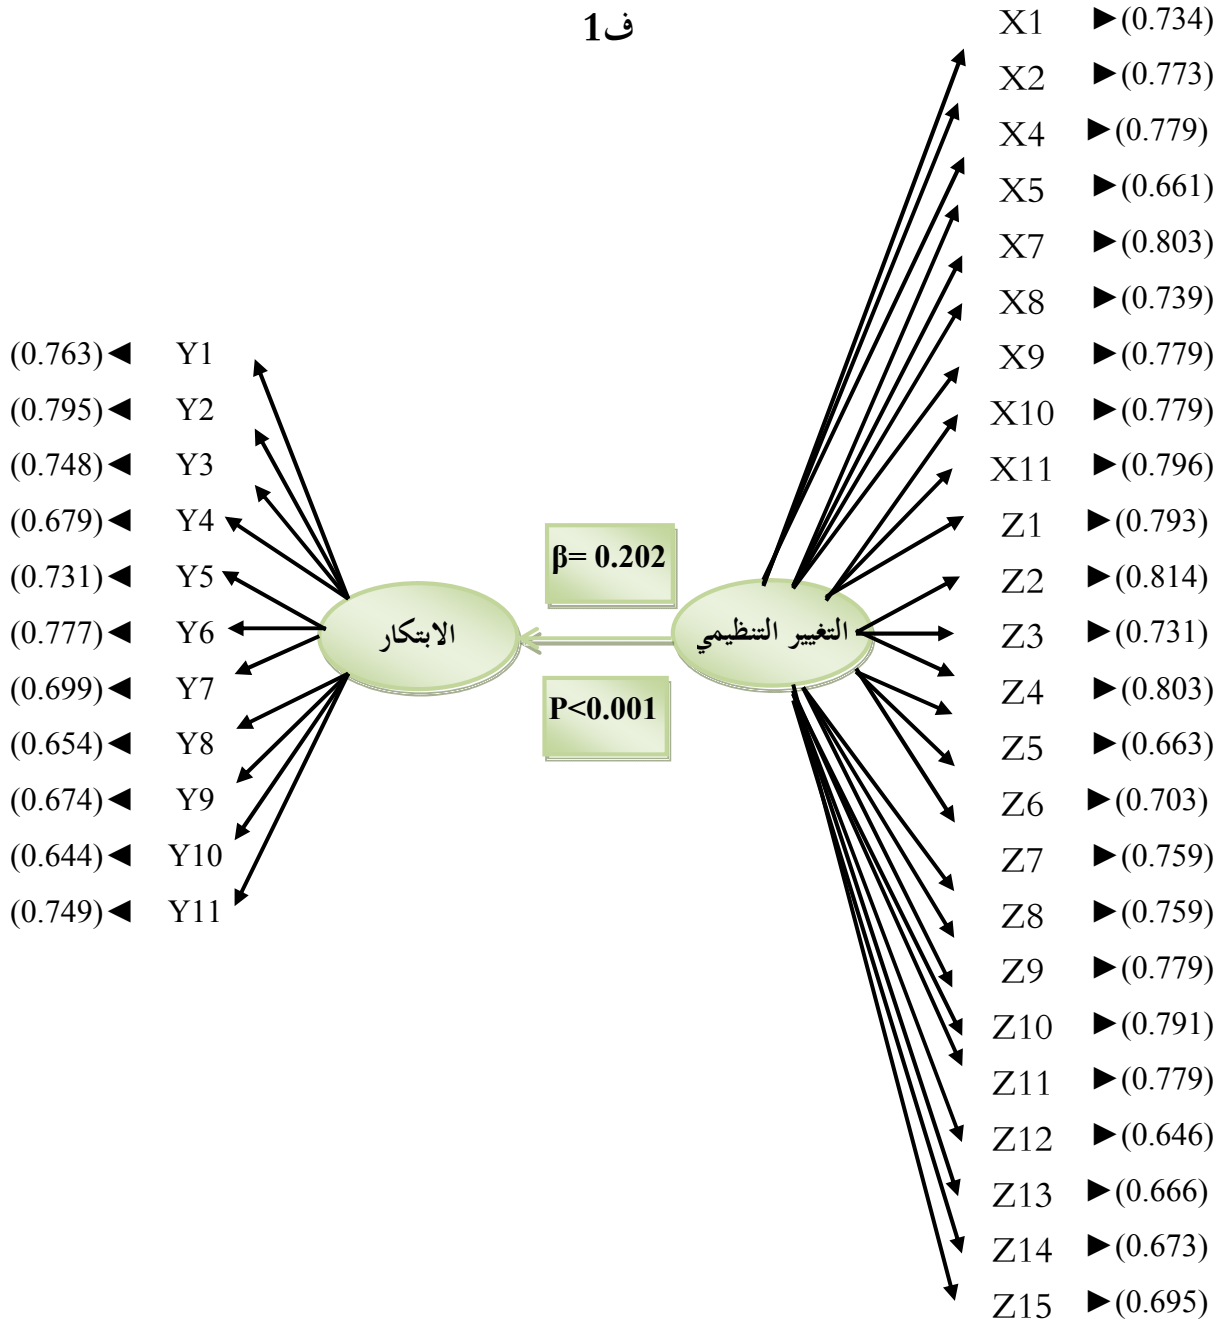 ف1
X1 ►(0.734)
X2 ►(0.773)
X4 ►(0.779)
X5 ►(0.661)
X7 ►(0.803)
X8 ►(0.739)
X9 ►(0.779)
X10 ►(0.779)
X11 ►(0.796)
Z1 ►(0.793)
Z2 ►(0.814)
Z3 ►(0.731)
Z4 ►(0.803)
Z5 ►(0.663)
Z6 ►(0.703)
Z7 ►(0.759)
Z8 ►(0.759)
Z9 ►(0.779)
Z10 ►(0.791)
Z11 ►(0.779)
Z12 ►(0.646)
Z13 ►(0.666)
Z14 ►(0.673)
Z15 ►(0.695)
التغيير التنظيمي
β= 0.202
P<0.001
الابتكار
(0.763)◄ Y1
(0.795)◄ Y2
(0.748)◄ Y3
(0.679)◄ Y4
(0.731)◄ Y5
(0.777)◄ Y6
(0.699)◄ Y7
(0.654)◄ Y8
(0.674)◄ Y9
(0.644)◄ Y10
(0.749)◄ Y11